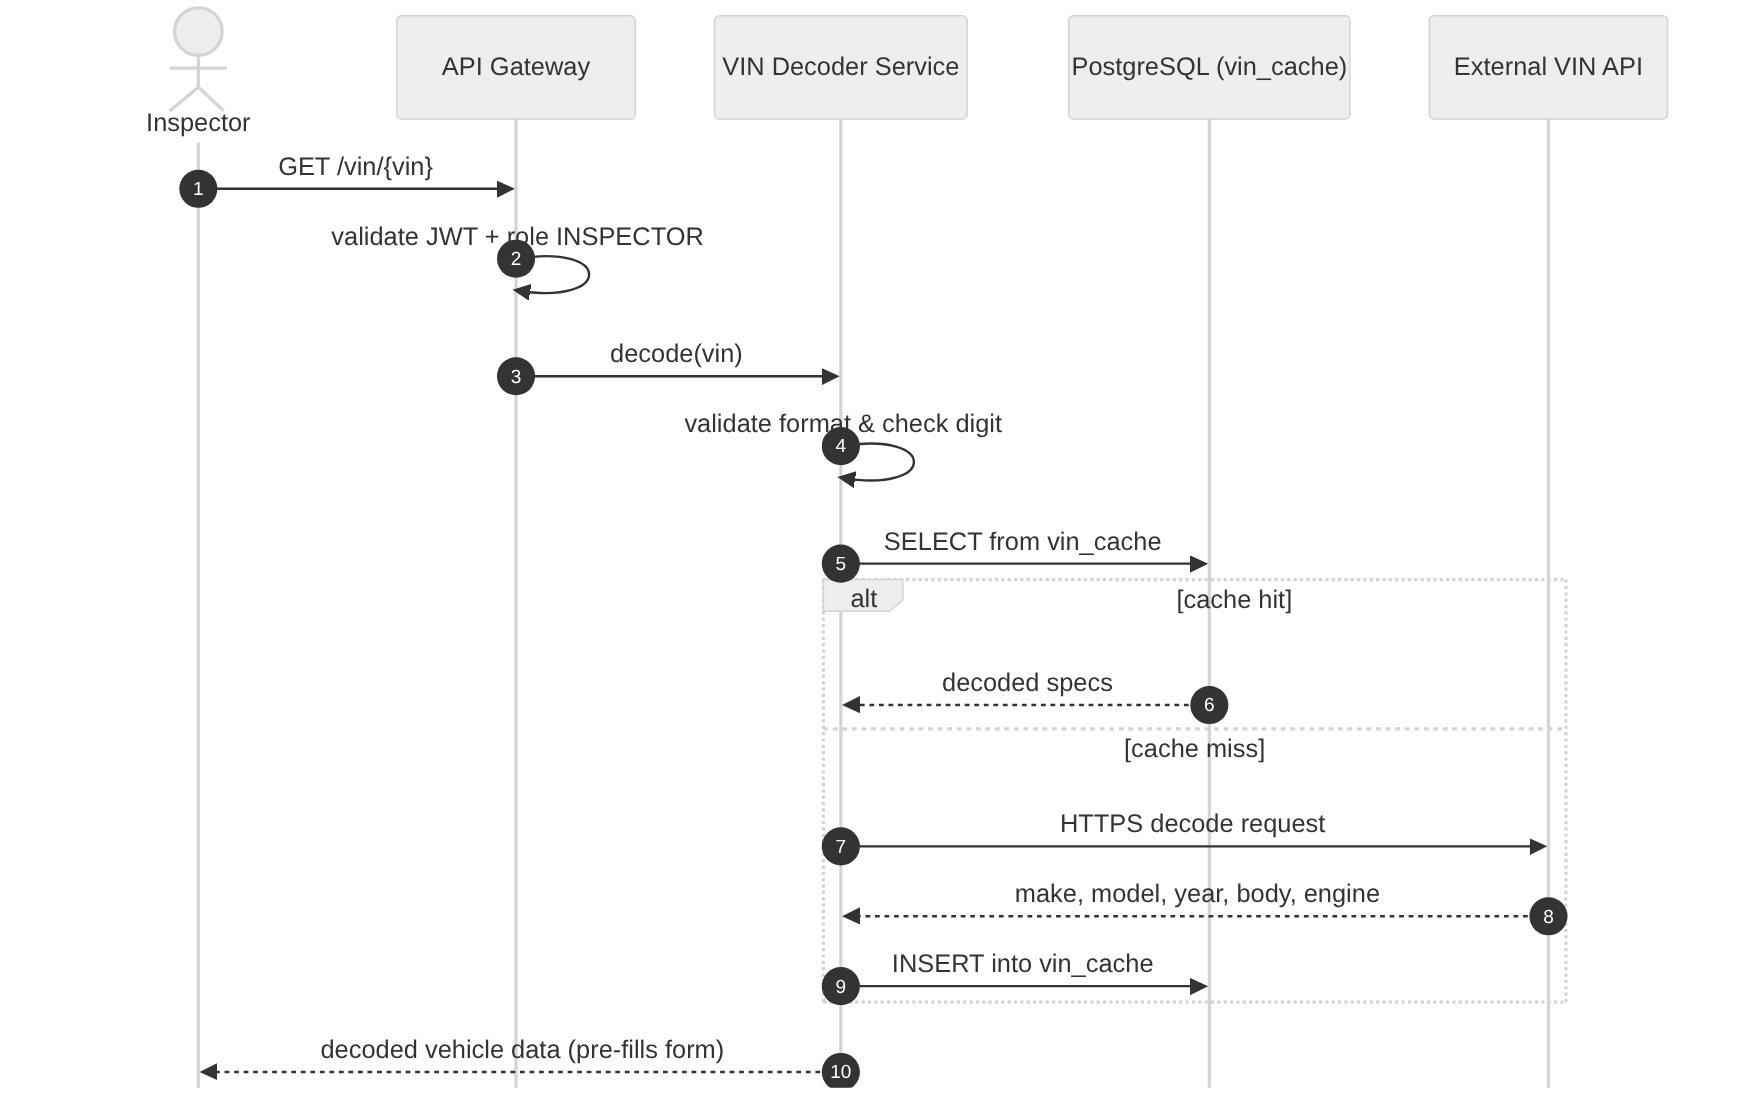 API Gateway
VIN Decoder Service
PostgreSQL (vin_cache)
External VIN API
Inspector
GET /vin/{vin}
1
validate JWT + role INSPECTOR
2
decode(vin)
3
validate format & check digit
4
SELECT from vin_cache
5
alt
[cache hit]
decoded specs
6
[cache miss]
HTTPS decode request
7
make, model, year, body, engine
8
INSERT into vin_cache
9
decoded vehicle data (pre-fills form)
10